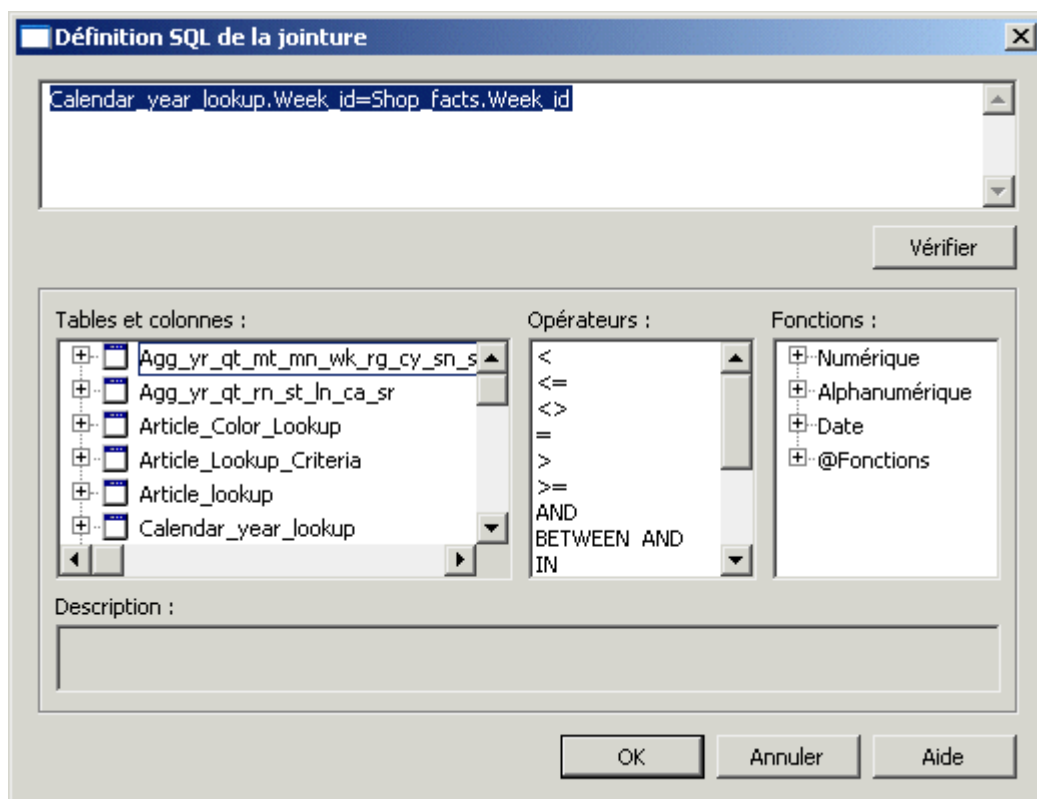 Définition SQL de la jointure
Calendar_year_lookup.Week_id=Shop_facts.Week_id
Vérifier
Tables et colonnes :
Agg_yr_qt_mt_mn_wk_rg_cy_sn_s
Agg_yr_qt_rn_st_ln_ca_sr
Article_Color_Lookup
Article_Lookup_Criteria
Article_lookup
Calendar_year_lookup
Opérateurs :
<
<=
<>
=
>
>=
AND
BETWEEN AND
IN
Fonctions :
Numérique
Alphanumérique
Date
@Fonctions
Description :
OK
Annuler
Aide